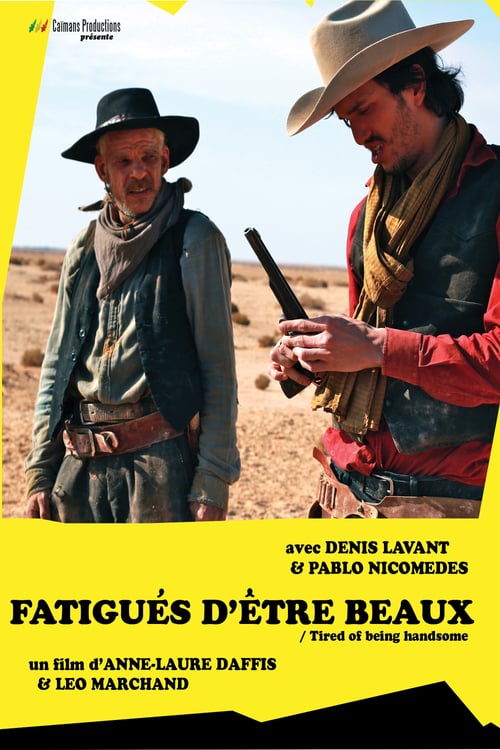 Caïmans Productions
présente
avec DENIS LAVANT
& PABLO NICOMEDES
FATIGUÉS D'ÊTRE BEAUX
/ Tired of being handsome
un film d'ANNE-LAURE DAFFIS
& LEO MARCHAND